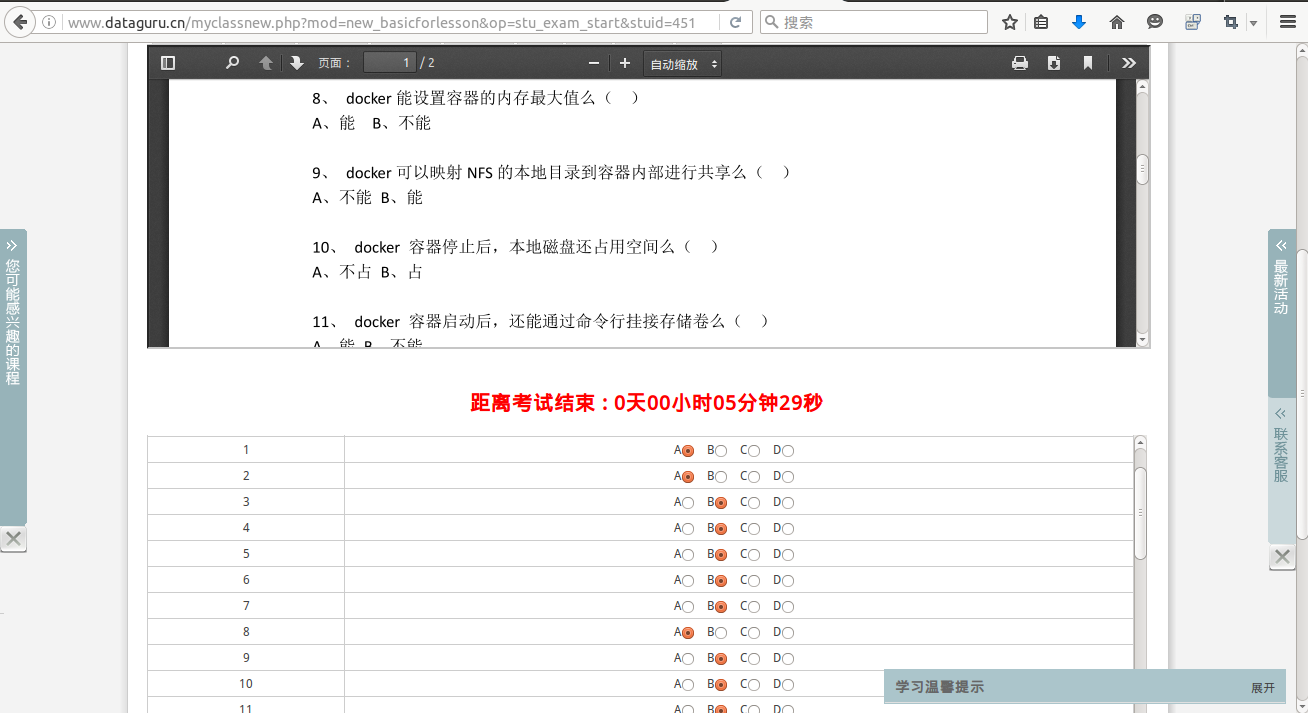 www.dataguru.cn/myclassnew.php?mod=new_basicforlesson&op=stu_exam_start&stuid=451
搜索
页面： 1 / 2
自动缩放
8、 docker 能设置容器的内存最大值么（ ）
A、能 B、不能
9、 docker 可以映射 NFS 的本地目录到容器内部进行共享么（ ）
A、不能 B、能
10、 docker 容器停止后，本地磁盘还占用空间么（ ）
A、不占 B、占
11、 docker 容器启动后，还能通过命令行挂接存储卷么（ ）
A、能 B、不能
您可能感兴趣的课程
最新活动
联系客服
距离考试结束：0天00小时05分钟29秒
1 A B C D
2 A B C D
3 A B C D
4 A B C D
5 A B C D
6 A B C D
7 A B C D
8 A B C D
9 A B C D
10 A B C D
11 A B C D
学习温馨提示 展开